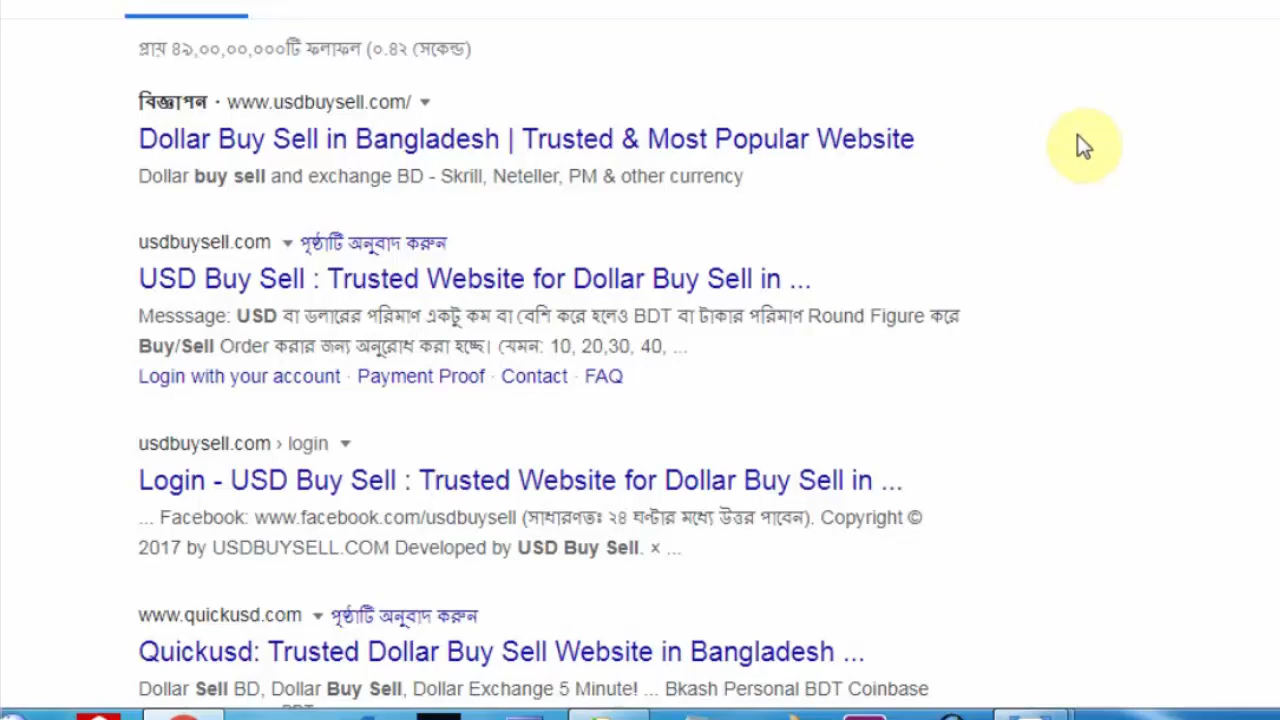 প্রায় ৪৯,০০,০০,০০০টি ফলাফল (০.৪২ সেকেন্ড)
বিজ্ঞাপন · www.usdbuysell.com/
Dollar Buy Sell in Bangladesh | Trusted & Most Popular Website
Dollar buy sell and exchange BD - Skrill, Neteller, PM & other currency
usdbuysell.com পৃষ্ঠাটি অনুবাদ করুন
USD Buy Sell : Trusted Website for Dollar Buy Sell in ...
Messsage: USD বা ডলারের পরিমাণ একটু কম বা বেশি করে হলেও BDT বা টাকার পরিমাণ Round Figure করে
Buy/Sell Order করার জন্য অনুরোধ করা হচ্ছে। যেমন: 10, 20,30, 40, ...
Login with your account · Payment Proof · Contact · FAQ
usdbuysell.com › login
Login - USD Buy Sell : Trusted Website for Dollar Buy Sell in ...
... Facebook: www.facebook.com/usdbuysell (সাধারণতঃ ২৪ ঘণ্টার মধ্যে উত্তর পাবেন). Copyright ©
2017 by USDBUYSELL.COM Developed by USD Buy Sell. × ...
www.quickusd.com পৃষ্ঠাটি অনুবাদ করুন
Quickusd: Trusted Dollar Buy Sell Website in Bangladesh ...
Dollar Sell BD, Dollar Buy Sell, Dollar Exchange 5 Minute! ... Bkash Personal BDT Coinbase